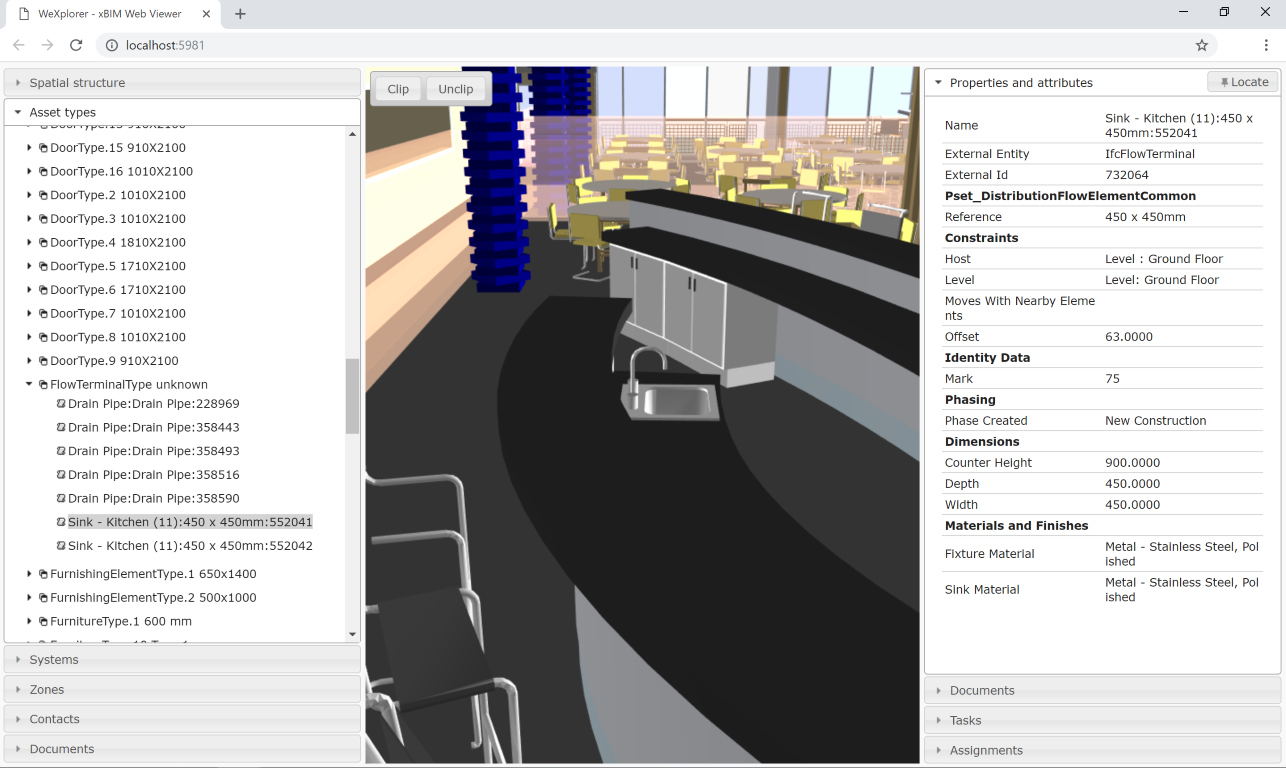 WeXplorer - xBIM Web Viewer
localhost:5981
Spatial structure
Asset types
DoorType.15 910X2100
DoorType.16 1010X2100
DoorType.2 1010X2100
DoorType.3 1010X2100
DoorType.4 1810X2100
DoorType.5 1710X2100
DoorType.6 1710X2100
DoorType.7 1010X2100
DoorType.8 1010X2100
DoorType.9 910X2100
FlowTerminalType unknown
Drain Pipe:Drain Pipe:228969
Drain Pipe:Drain Pipe:358443
Drain Pipe:Drain Pipe:358493
Drain Pipe:Drain Pipe:358516
Drain Pipe:Drain Pipe:358590
Sink - Kitchen (11):450 x 450mm:552041
Sink - Kitchen (11):450 x 450mm:552042
FurnishingElementType.1 650x1400
FurnishingElementType.2 500x1000
FurnitureType.1 600 mm
Systems
Zones
Contacts
Documents
Clip Unclip
Properties and attributes Locate
Name Sink - Kitchen (11):450 x
450mm:552041
External Entity IfcFlowTerminal
External Id 732064
Pset_DistributionFlowElementCommon
Reference 450 x 450mm
Constraints
Host Level : Ground Floor
Level Level: Ground Floor
Moves With Nearby Eleme
nts
Offset 63.0000
Identity Data
Mark 75
Phasing
Phase Created New Construction
Dimensions
Counter Height 900.0000
Depth 450.0000
Width 450.0000
Materials and Finishes
Fixture Material Metal - Stainless Steel, Pol
ished
Sink Material Metal - Stainless Steel, Pol
ished
Documents
Tasks
Assignments